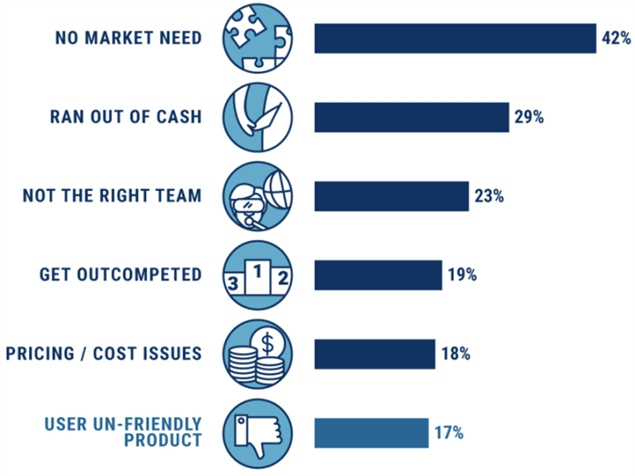 NO MARKET NEED 42%
RAN OUT OF CASH 29%
NOT THE RIGHT TEAM 23%
GET OUTCOMPETED 3 1 2 19%
PRICING / COST ISSUES $ 18%
USER UN-FRIENDLY
PRODUCT 17%